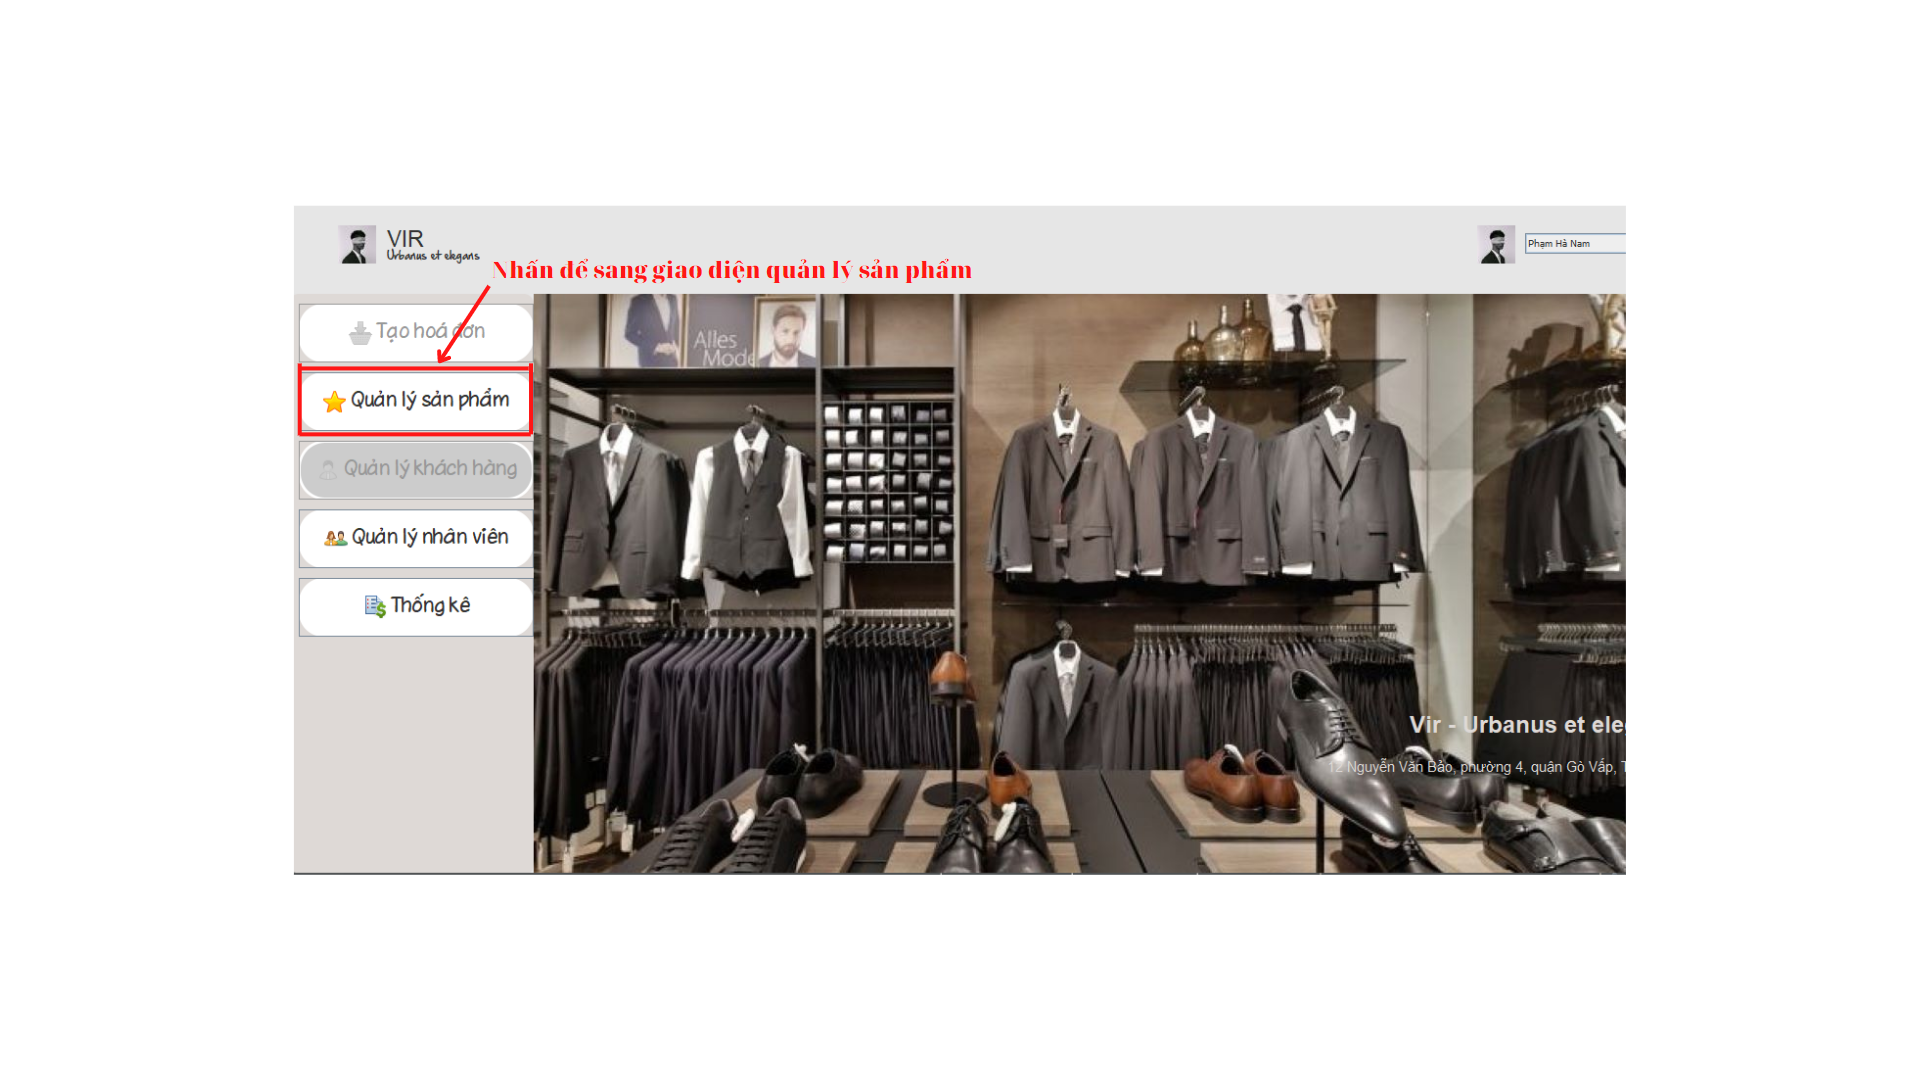 VIR
Urbanus et elegans
Phạm Hà Nam
Nhấn để sang giao diện quản lý sản phẩm
Tạo hoá đơn
Quản lý sản phẩm
Quản lý khách hàng
Quản lý nhân viên
Thống kê
Alles
Mode
Vir - Urbanus et ele
12 Nguyễn Văn Bảo, phường 4, quận Gò Vấp, T